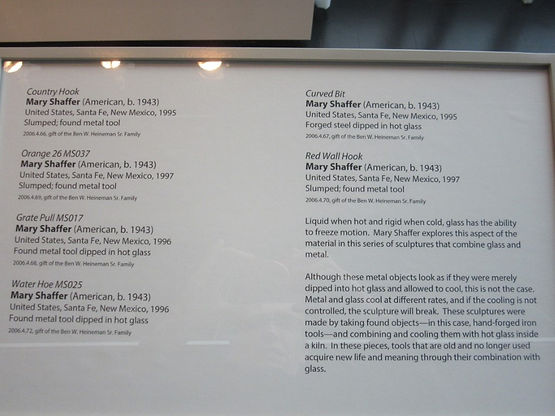 Country Hook
Mary Shaffer (American, b. 1943)
United States, Santa Fe, New Mexico, 1995
Slumped; found metal tool
2006.4.66, gift of the Ben W. Heineman Sr. Family
Orange 26 MS037
Mary Shaffer (American, b. 1943)
United States, Santa Fe, New Mexico, 1997
Slumped; found metal tool
2006.4.69, gift of the Ben W. Heineman Sr. Family
Grate Pull MS017
Mary Shaffer (American, b. 1943)
United States, Santa Fe, New Mexico, 1996
Found metal tool dipped in hot glass
2006.4.68, gift of the Ben W. Heineman Sr. Family
Water Hoe MS025
Mary Shaffer (American, b. 1943)
United States, Santa Fe, New Mexico, 1996
Found metal tool dipped in hot glass
2006.4.72, gift of the Ben W. Heineman Sr. Family
Curved Bit
Mary Shaffer (American, b. 1943)
United States, Santa Fe, New Mexico, 1995
Forged steel dipped in hot glass
2006.4.67, gift of the Ben W. Heineman Sr. Family
Red Wall Hook
Mary Shaffer (American, b. 1943)
United States, Santa Fe, New Mexico, 1997
Slumped; found metal tool
2006.4.70, gift of the Ben W. Heineman Sr. Family
Liquid when hot and rigid when cold, glass has the ability
to freeze motion. Mary Shaffer explores this aspect of the
material in this series of sculptures that combine glass and
metal.
Although these metal objects look as if they were merely
dipped into hot glass and allowed to cool, this is not the case.
Metal and glass cool at different rates, and if the cooling is not
controlled, the sculpture will break. These sculptures were
made by taking found objects—in this case, hand-forged iron
tools—and combining and cooling them with hot glass inside
a kiln. In these pieces, tools that are old and no longer used
acquire new life and meaning through their combination with
glass.